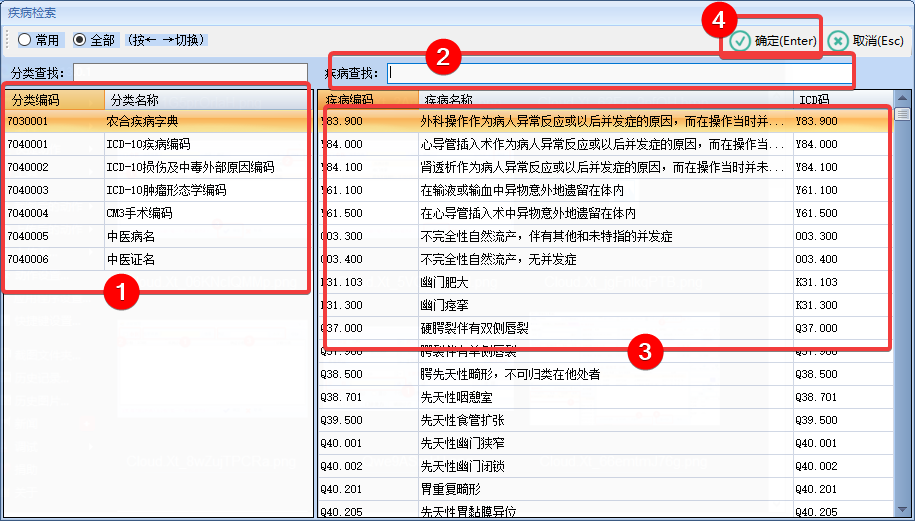 疾病检索
常用 全部 (按← →切换) 4 确定(Enter) 取消(Esc)
分类查找: 疾病查找: 2
分类编码 分类名称
7030001 农合疾病字典
7040001 ICD-10疾病编码
7040002 ICD-10损伤及中毒外部原因编码
7040003 ICD-10肿瘤形态学编码
7040004 CM3手术编码
7040005 中医病名
7040006 中医证名
1
疾病编码 疾病名称 ICD码
Y83.900 外科操作作为病人异常反应或以后并发症的原因，而在操作当时并... Y83.900
Y84.000 心导管插入术作为病人异常反应或以后并发症的原因，而在操作当... Y84.000
Y84.100 肾透析作为病人异常反应或以后并发症的原因，而在操作当时并未... Y84.100
Y61.100 在输液或输血中异物意外地遗留在体内 Y61.100
Y61.500 在心导管插入术中异物意外地遗留在体内 Y61.500
O03.300 不完全性自然流产，伴有其他和未特指的并发症 O03.300
O03.400 不完全性自然流产，无并发症 O03.400
K31.103 幽门肥大 K31.103
K31.300 幽门痉挛 K31.300
Q37.000 硬腭裂伴有双侧唇裂 Q37.000
Q37.900 腭裂伴有单侧唇裂 Q37.900
3
Q38.500 腭先天性畸形，不可归类在他处者 Q38.500
Q38.701 先天性咽憩室 Q38.701
Q39.500 先天性食管扩张 Q39.500
Q40.001 先天性幽门狭窄 Q40.001
Q40.002 先天性幽门闭锁 Q40.002
Q40.201 胃重复畸形 Q40.201
Q40.205 先天性胃黏膜异位 Q40.205